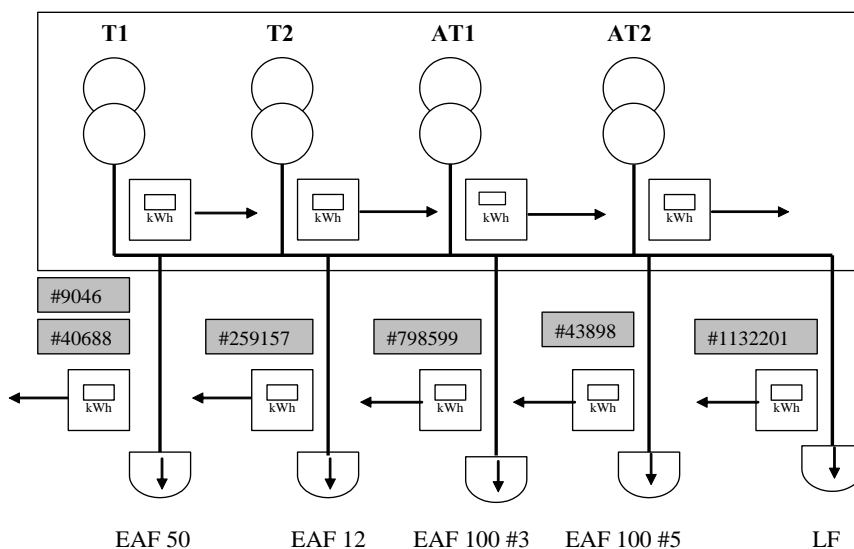 T1 T2 AT1 AT2
kWh kWh kWh kWh
#9046
#40688 #259157 #798599 #43898 #1132201
kWh kWh kWh kWh kWh
EAF 50 EAF 12 EAF 100 #3 EAF 100 #5 LF